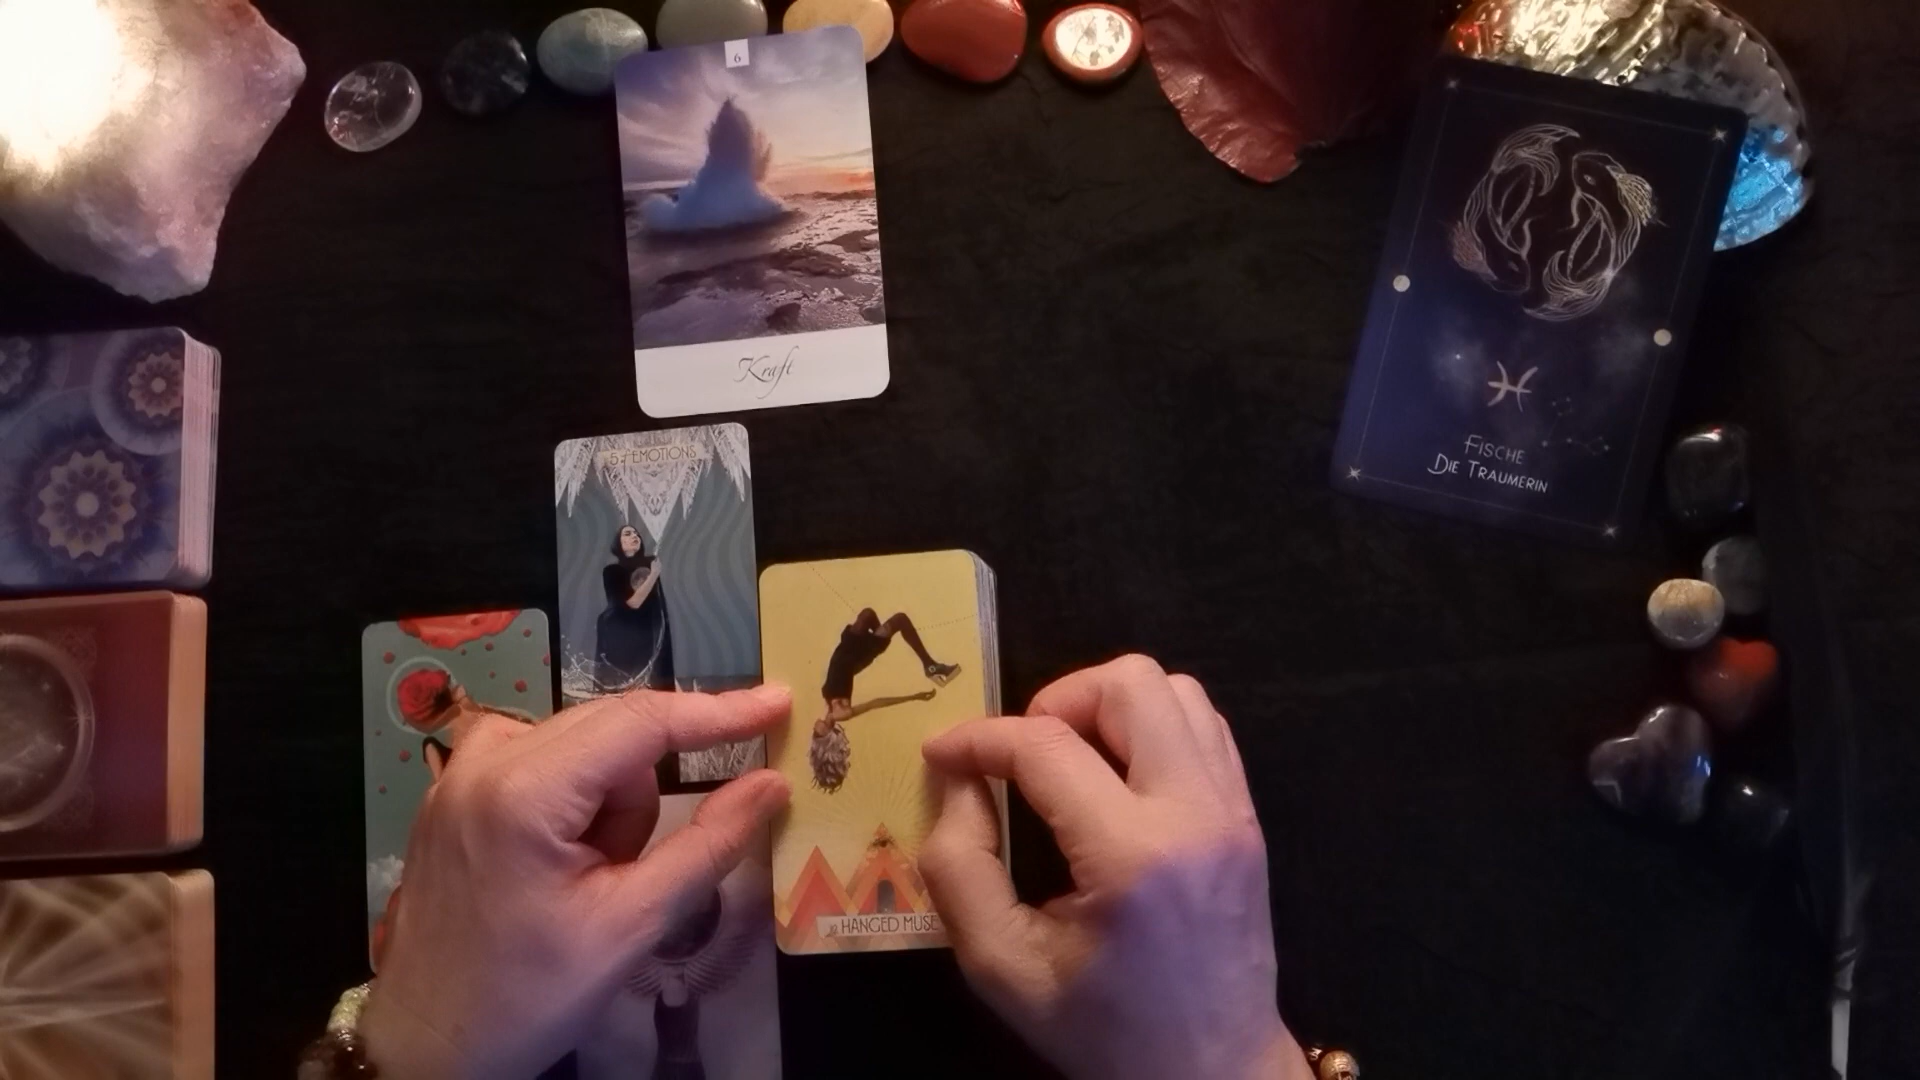 6
Kraft
5 of EMOTIONS
FISCHE
DIE TRAUMERIN
HANGED MUSE